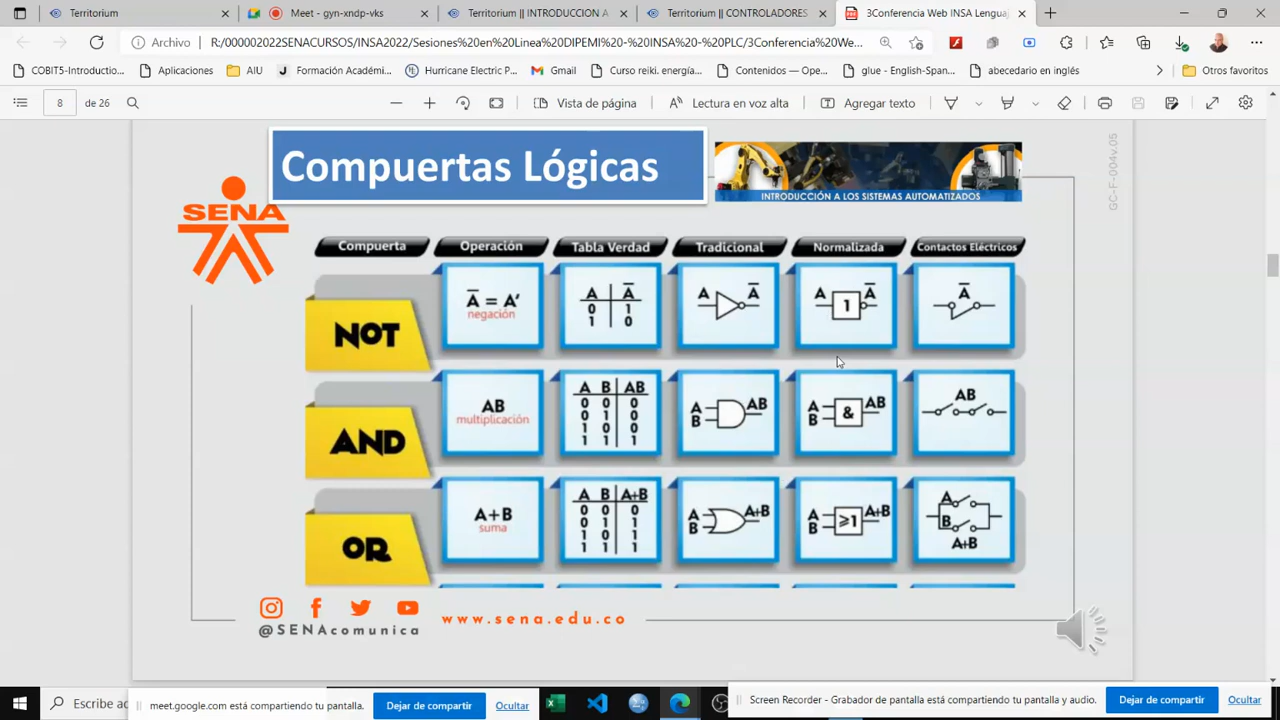 Territorium
Meet - gyn-xndp-vks
Territorium || INTRODUCCION A
Territorium || CONTROLADORES
3Conferencia Web INSA Lenguaj
Archivo
R:/000002022SENACURSOS/INSA2022/Sesiones%20en%20Linea%20DIPEMI%20-%20INSA%20-%20PLC/3Conferencia%20We...
COBIT5-Introductio...
Aplicaciones
AIU
Formación Académi...
Hurricane Electric P...
Gmail
Curso reiki. energía...
Contenidos — Ope...
glue - English-Span...
abecedario en inglés
Otros favoritos
8 de 26
Vista de página
Lectura en voz alta
Agregar texto
Compuertas Lógicas
INTRODUCCIÓN A LOS SISTEMAS AUTOMATIZADOS
GC-F-004v.05
SENA
Compuerta Operación Tabla Verdad Tradicional Normalizada Contactos Eléctricos
NOT
A̅ = A'
negación
A A̅
0 1
1 0
A A̅
A 1 A̅
A̅
AND
AB
multiplicación
A B AB
0 0 0
0 1 0
1 0 0
1 1 1
A B AB
A B & AB
AB
OR
A+B
suma
A B A+B
0 0 0
0 1 1
1 0 1
1 1 1
A B A+B
A B ≥1 A+B
A
B
A+B
@SENAcomunica
www.sena.edu.co
Escribe ac
meet.google.com está compartiendo tu pantalla.
Dejar de compartir
Ocultar
Screen Recorder - Grabador de pantalla está compartiendo tu pantalla y audio.
Dejar de compartir
Ocultar